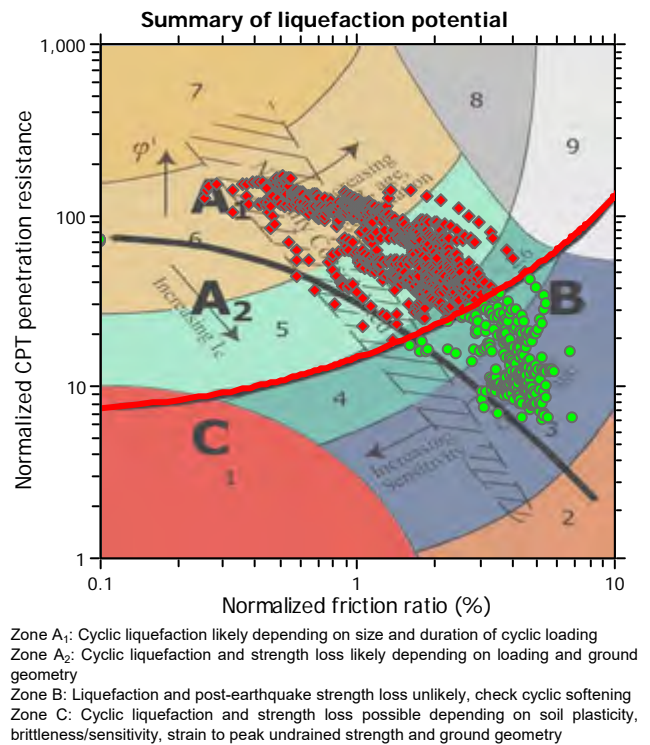 Summary of liquefaction potential
1,000
7
8
9
φ'
Increasing
A₁
100
6
A₂
B
Increasing Ic
5
10
4
3
C
Increasing
Sensitivity
1
2
1
0.1
1
10
Normalized CPT penetration resistance
Normalized friction ratio (%)
Zone A₁: Cyclic liquefaction likely depending on size and duration of cyclic loading
Zone A₂: Cyclic liquefaction and strength loss likely depending on loading and ground
geometry
Zone B: Liquefaction and post-earthquake strength loss unlikely, check cyclic softening
Zone C: Cyclic liquefaction and strength loss possible depending on soil plasticity,
brittleness/sensitivity, strain to peak undrained strength and ground geometry